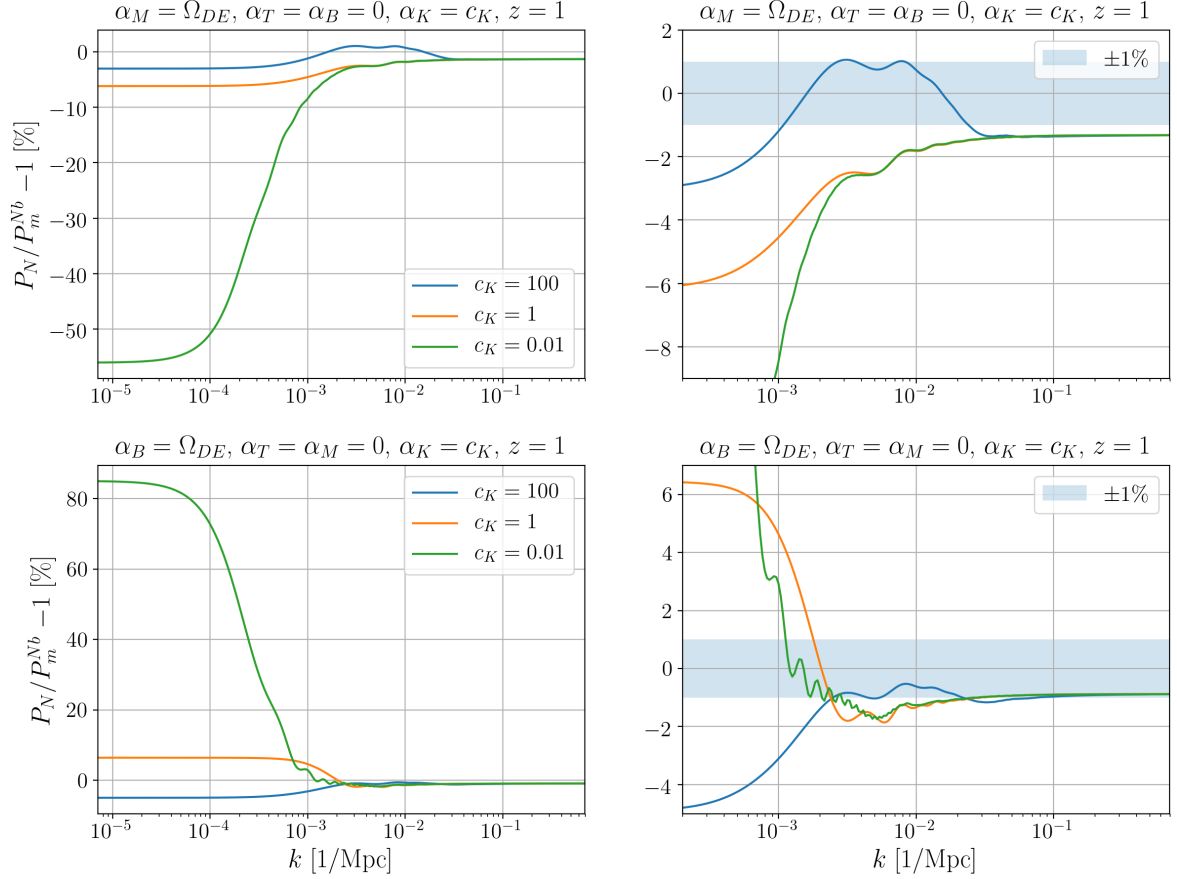 α_M = Ω_DE, α_T = α_B = 0, α_K = c_K, z = 1
P_N/P_m^Nb − 1 [%]
0
−10
−20
−30
−40
−50
10^−5
10^−4
10^−3
10^−2
10^−1
c_K = 100
c_K = 1
c_K = 0.01
α_M = Ω_DE, α_T = α_B = 0, α_K = c_K, z = 1
2
0
−2
−4
−6
−8
10^−3
10^−2
10^−1
±1%
α_B = Ω_DE, α_T = α_M = 0, α_K = c_K, z = 1
P_N/P_m^Nb − 1 [%]
80
60
40
20
0
10^−5
10^−4
10^−3
10^−2
10^−1
k [1/Mpc]
c_K = 100
c_K = 1
c_K = 0.01
α_B = Ω_DE, α_T = α_M = 0, α_K = c_K, z = 1
6
4
2
0
−2
−4
10^−3
10^−2
10^−1
k [1/Mpc]
±1%